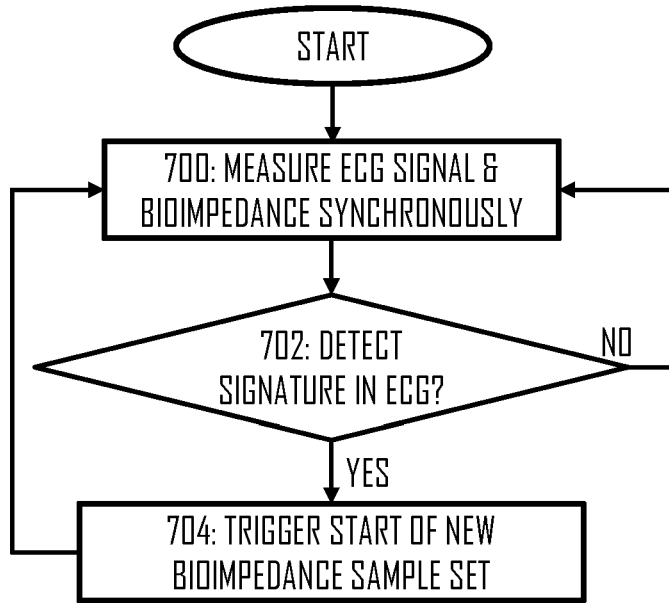 START
700: MEASURE ECG SIGNAL &
BIOIMPEDANCE SYNCHRONOUSLY
702: DETECT
SIGNATURE IN ECG?
NO
YES
704: TRIGGER START OF NEW
BIOIMPEDANCE SAMPLE SET